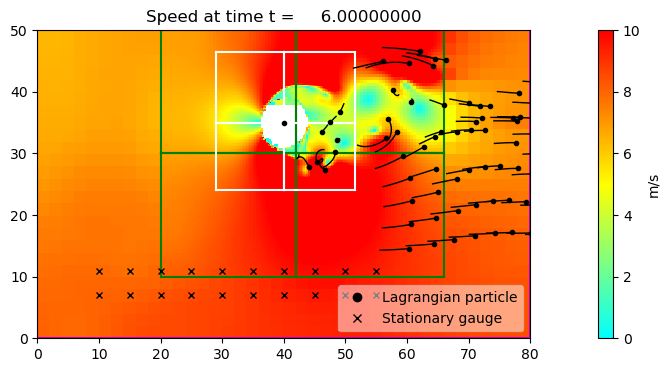 Speed at time t = 6.00000000
50
40
30
20
10
0
0 10 20 30 40 50 60 70 80
Lagrangian particle
Stationary gauge
10
8
6
4
2
0
m/s